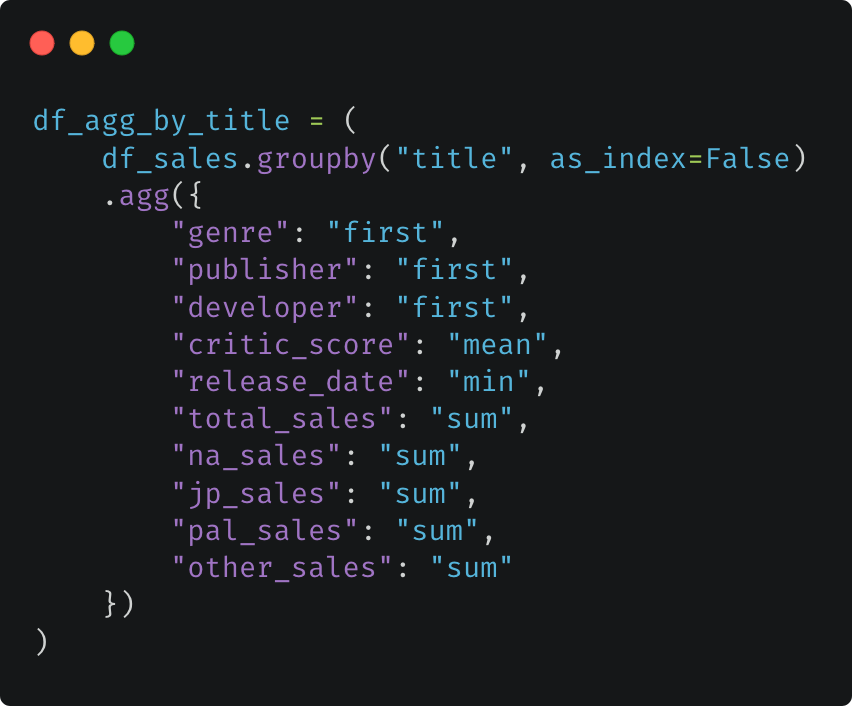 df_agg_by_title = (
    df_sales.groupby("title", as_index=False)
    .agg({
        "genre": "first",
        "publisher": "first",
        "developer": "first",
        "critic_score": "mean",
        "release_date": "min",
        "total_sales": "sum",
        "na_sales": "sum",
        "jp_sales": "sum",
        "pal_sales": "sum",
        "other_sales": "sum"
    })
)